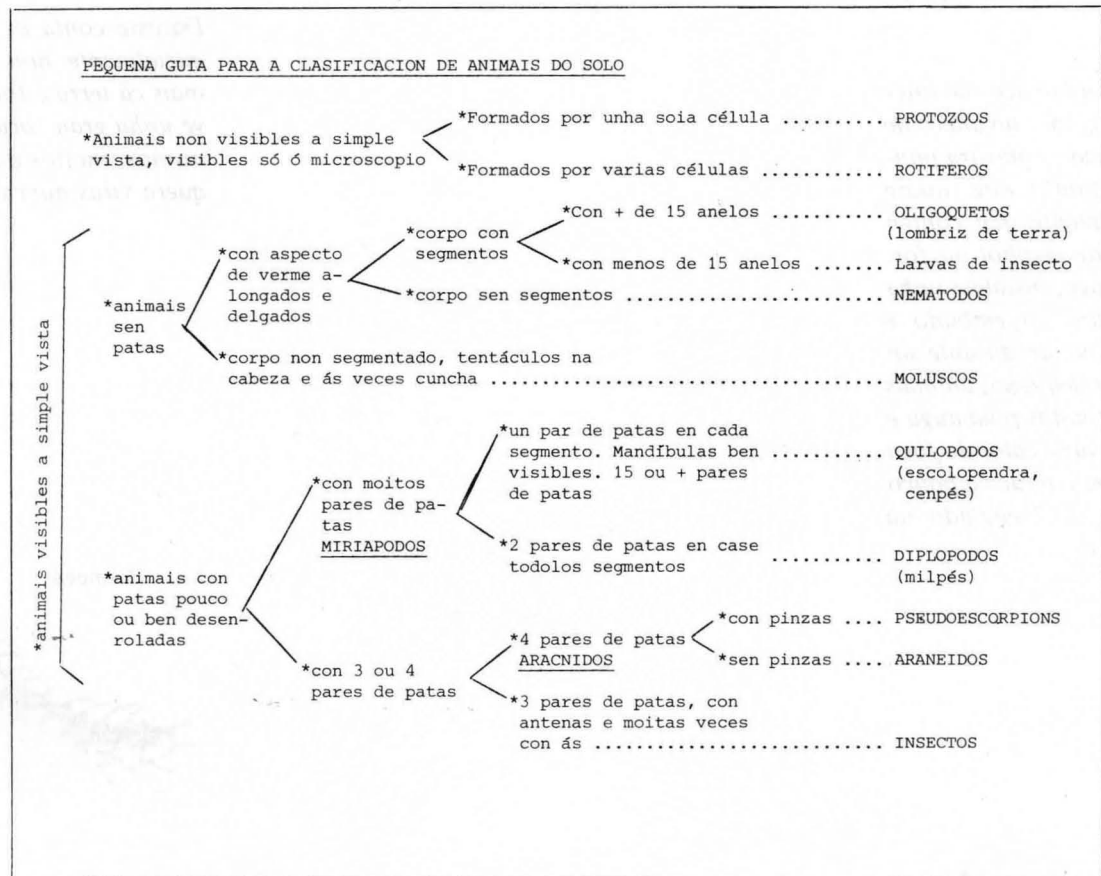 PEQUENA GUIA PARA A CLASIFICACION DE ANIMAIS DO SOLO
*Animais non visibles a simple
vista, visibles só ó microscopio
*Formados por unha soia célula ......... PROTOZOOS
*Formados por varias células ........... ROTIFEROS
*animais visibles a simple vista
*animais
sen
patas
*con aspecto
de verme a-
longados e
delgados
*corpo con
segmentos
*Con + de 15 anelos ........... OLIGOQUETOS
(lombriz de terra)
*con menos de 15 anelos ...... Larvas de insecto
*corpo sen segmentos ....................... NEMATODOS
*corpo non segmentado, tentáculos na
cabeza e ás veces cuncha ................................... MOLUSCOS
*animais con
patas pouco
ou ben desen-
roladas
*con moitos
pares de pa-
tas
MIRIAPODOS
*un par de patas en cada
segmento. Mandíbulas ben
visibles. 15 ou + pares
de patas
......... QUILOPODOS
(escolopendra,
cenpés)
*2 pares de patas en case
todolos segmentos
............ DIPLOPODOS
(milpés)
*con 3 ou 4
pares de patas
*4 pares de patas
ARACNIDOS
*con pinzas .... PSEUDOESCORPIONS
*sen pinzas .... ARANEIDOS
*3 pares de patas, con
antenas e moitas veces
con ás .......................... INSECTOS